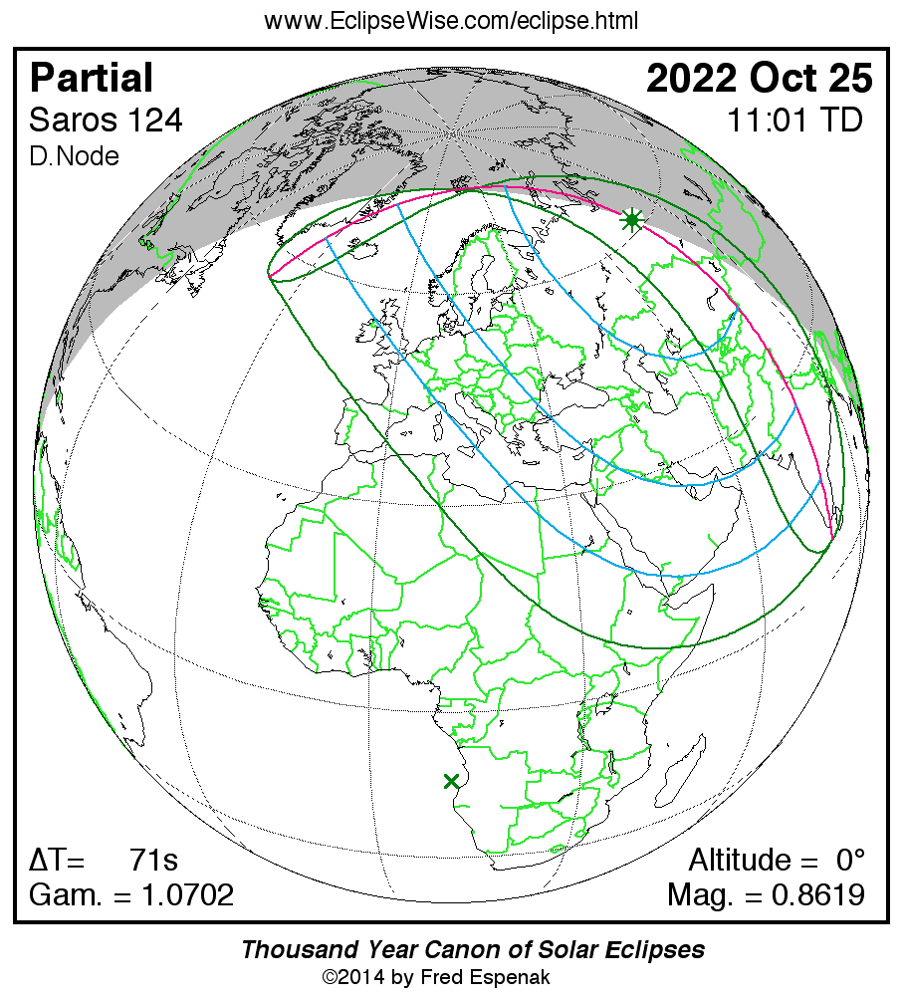 www.EclipseWise.com/eclipse.html
Partial
2022 Oct 25
Saros 124
11:01 TD
D.Node
ΔT= 71s
Altitude = 0°
Gam. = 1.0702
Mag. = 0.8619
Thousand Year Canon of Solar Eclipses
©2014 by Fred Espenak